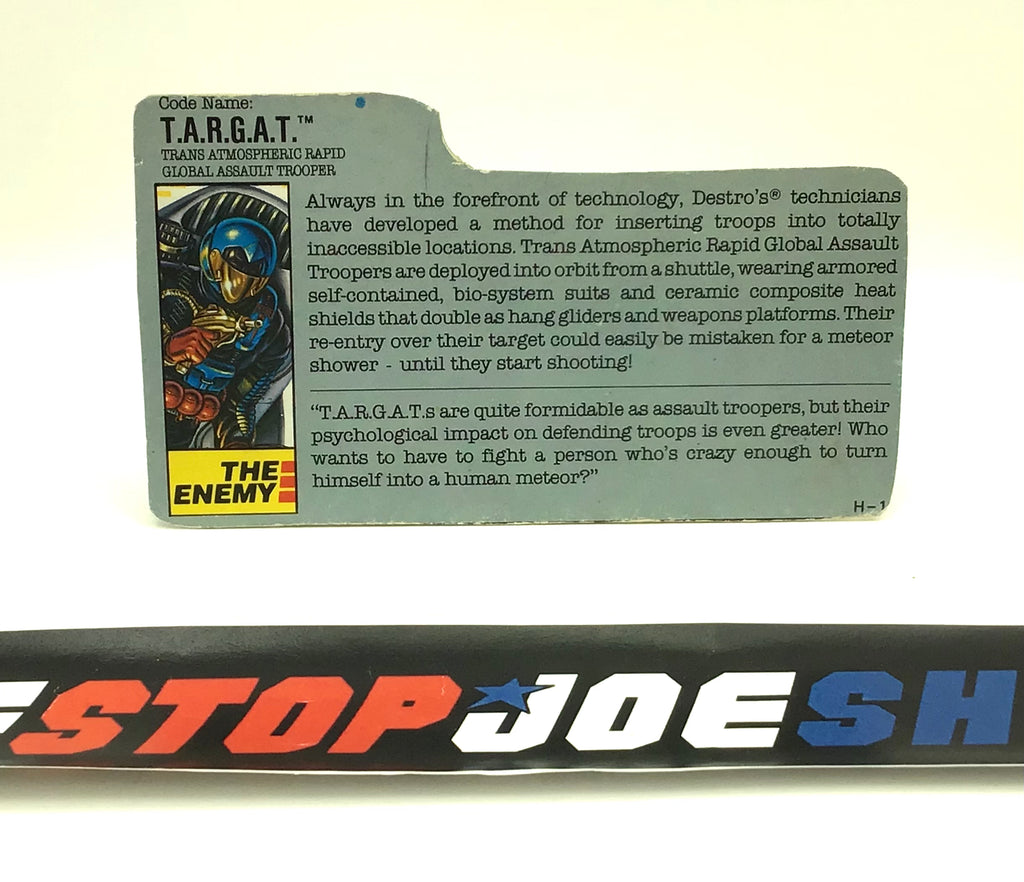 Code Name:
T.A.R.G.A.T.™
TRANS ATMOSPHERIC RAPID
GLOBAL ASSAULT TROOPER
Always in the forefront of technology, Destro's® technicians
have developed a method for inserting troops into totally
inaccessible locations. Trans Atmospheric Rapid Global Assault
Troopers are deployed into orbit from a shuttle, wearing armored
self-contained, bio-system suits and ceramic composite heat
shields that double as hang gliders and weapons platforms. Their
re-entry over their target could easily be mistaken for a meteor
shower - until they start shooting!
"T.A.R.G.A.T.s are quite formidable as assault troopers, but their
psychological impact on defending troops is even greater! Who
wants to have to fight a person who's crazy enough to turn
himself into a human meteor?"
THE
ENEMY
H-1
E STOP JOE SH